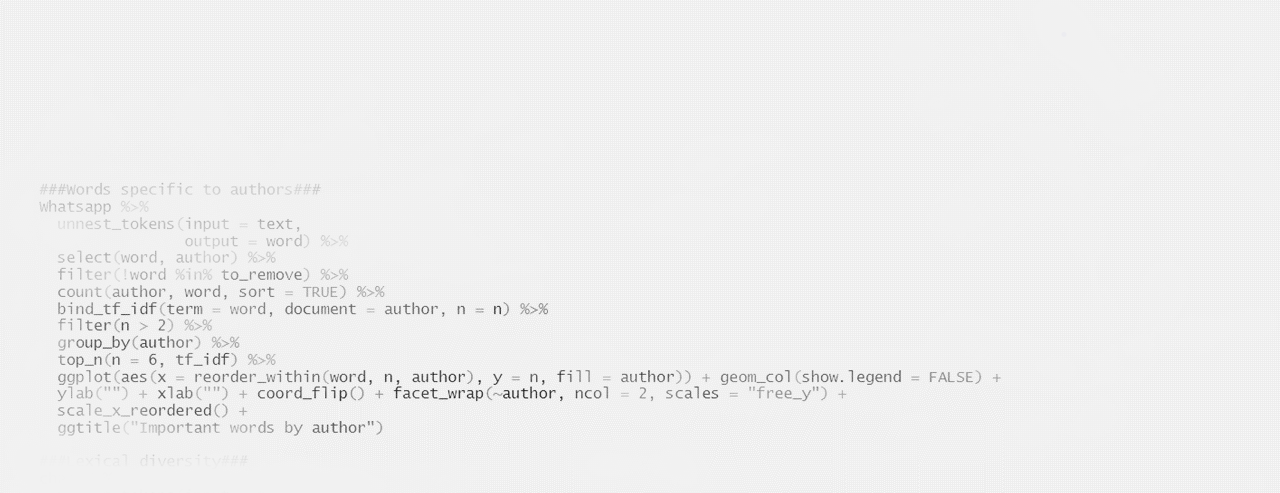 ###Words specific to authors###
Whatsapp %>%
  unnest_tokens(input = text,
                output = word) %>%
  select(word, author) %>%
  filter(!word %in% to_remove) %>%
  count(author, word, sort = TRUE) %>%
  bind_tf_idf(term = word, document = author, n = n) %>%
  filter(n > 2) %>%
  group_by(author) %>%
  top_n(n = 6, tf_idf) %>%
  ggplot(aes(x = reorder_within(word, n, author), y = n, fill = author)) + geom_col(show.legend = FALSE) +
  ylab("") + xlab("") + coord_flip() + facet_wrap(~author, ncol = 2, scales = "free_y") +
  scale_x_reordered() +
  ggtitle("Important words by author")
diversity###